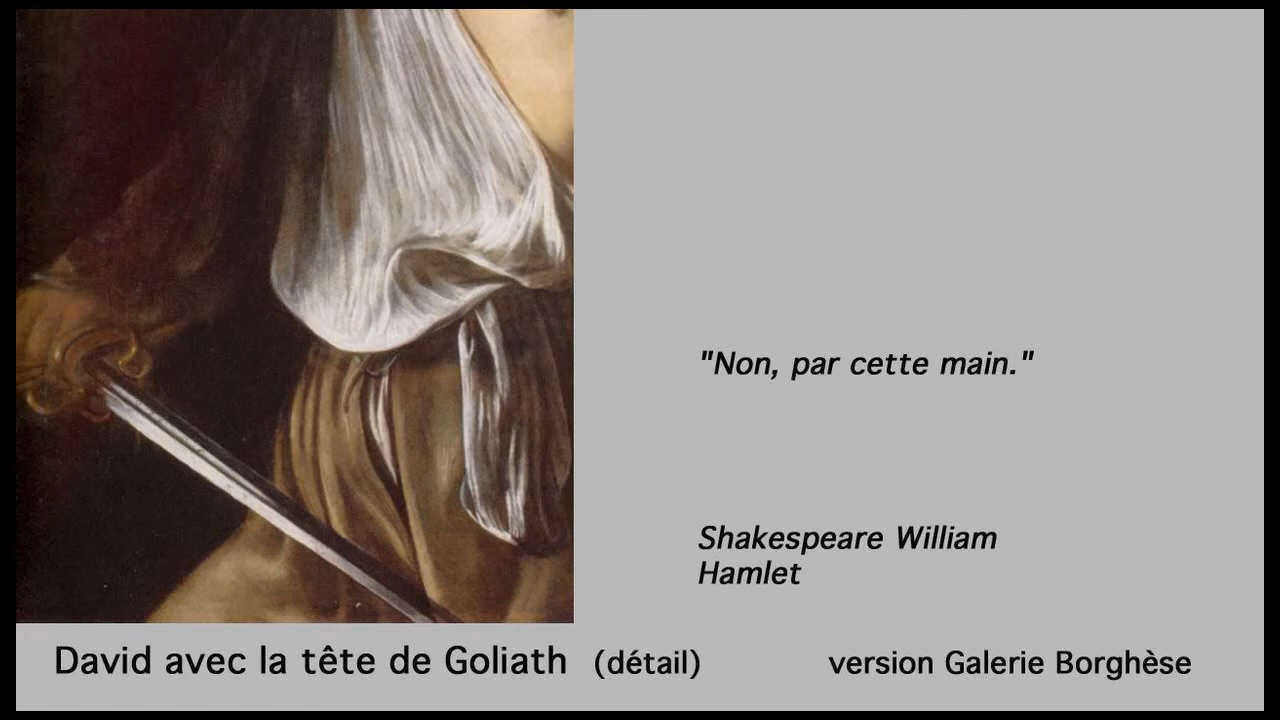 "Non, par cette main."
Shakespeare William
Hamlet
David avec la tête de Goliath (détail) version Galerie Borghèse